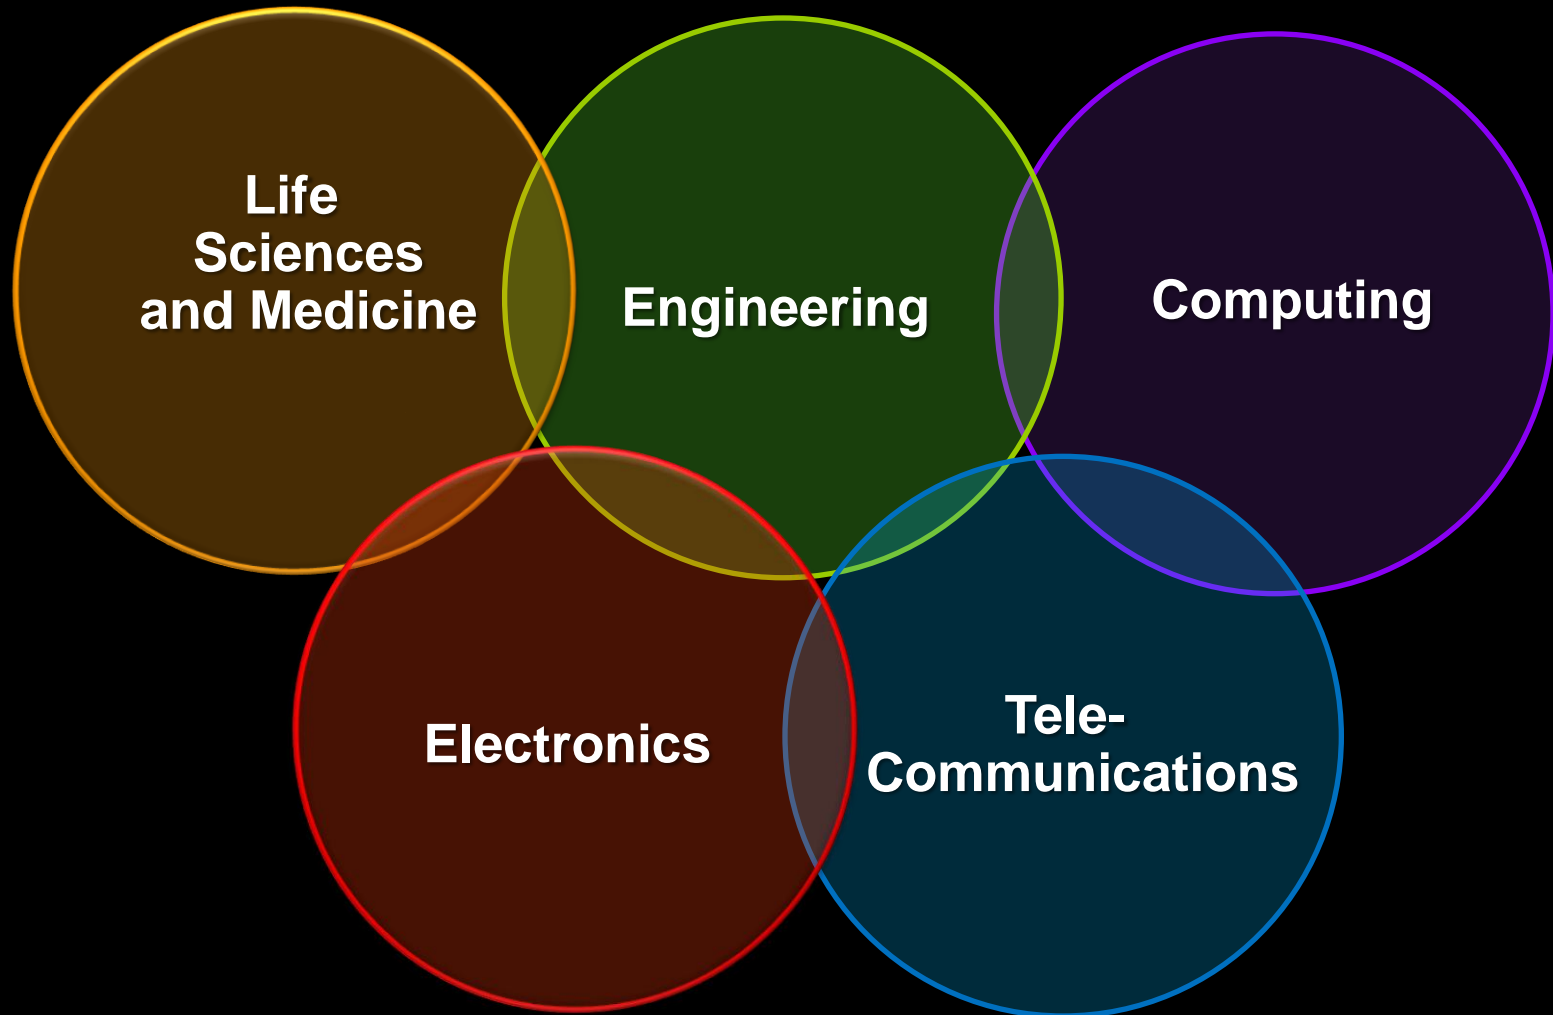 Life
Sciences
and Medicine
Engineering
Computing
Electronics
Tele-
Communications